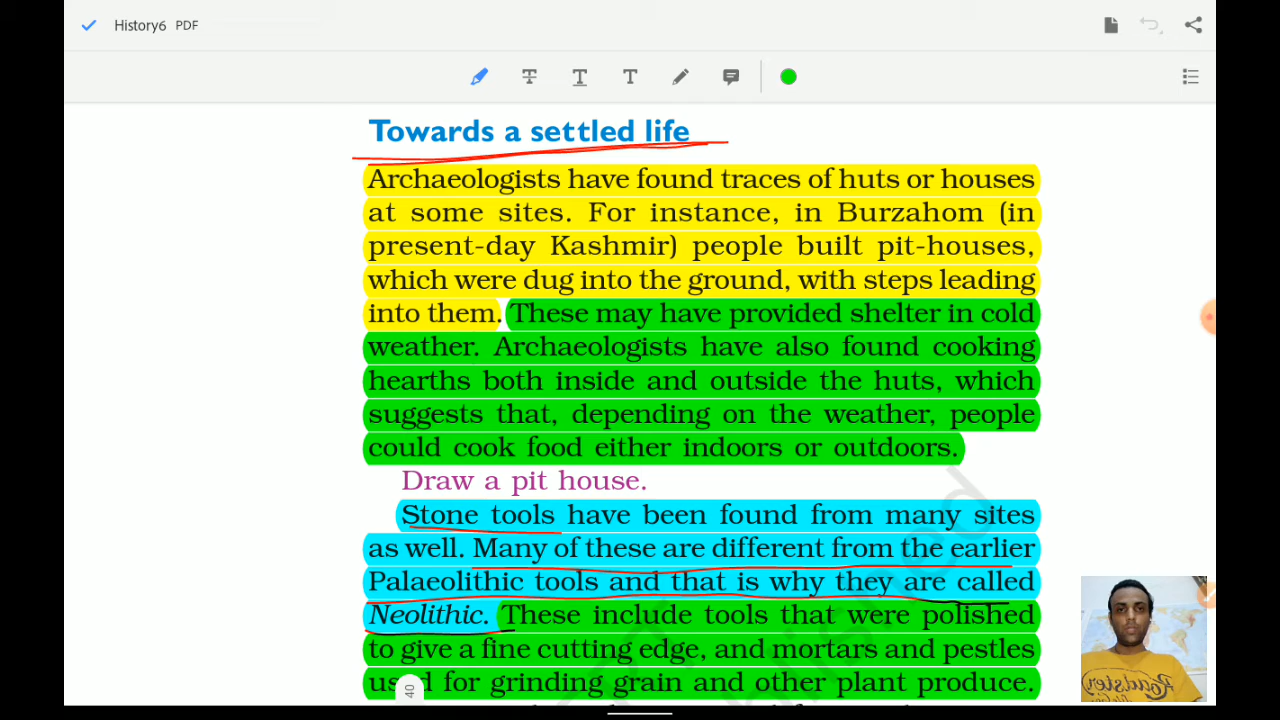 History6 PDF
Towards a settled life
Archaeologists have found traces of huts or houses
at some sites. For instance, in Burzahom (in
present-day Kashmir) people built pit-houses,
which were dug into the ground, with steps leading
into them. These may have provided shelter in cold
weather. Archaeologists have also found cooking
hearths both inside and outside the huts, which
suggests that, depending on the weather, people
could cook food either indoors or outdoors.
Draw a pit house.
Stone tools have been found from many sites
as well. Many of these are different from the earlier
Palaeolithic tools and that is why they are called
Neolithic. These include tools that were polished
to give a fine cutting edge, and mortars and pestles
used for grinding grain and other plant produce.
40
Roadster